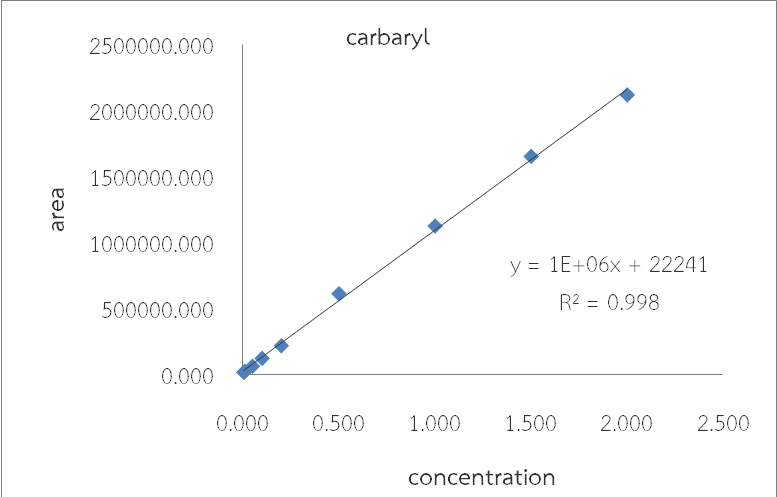 carbaryl
2500000.000
2000000.000
1500000.000
1000000.000
500000.000
0.000
area
y = 1E+06x + 22241
R² = 0.998
0.000 0.500 1.000 1.500 2.000 2.500
concentration